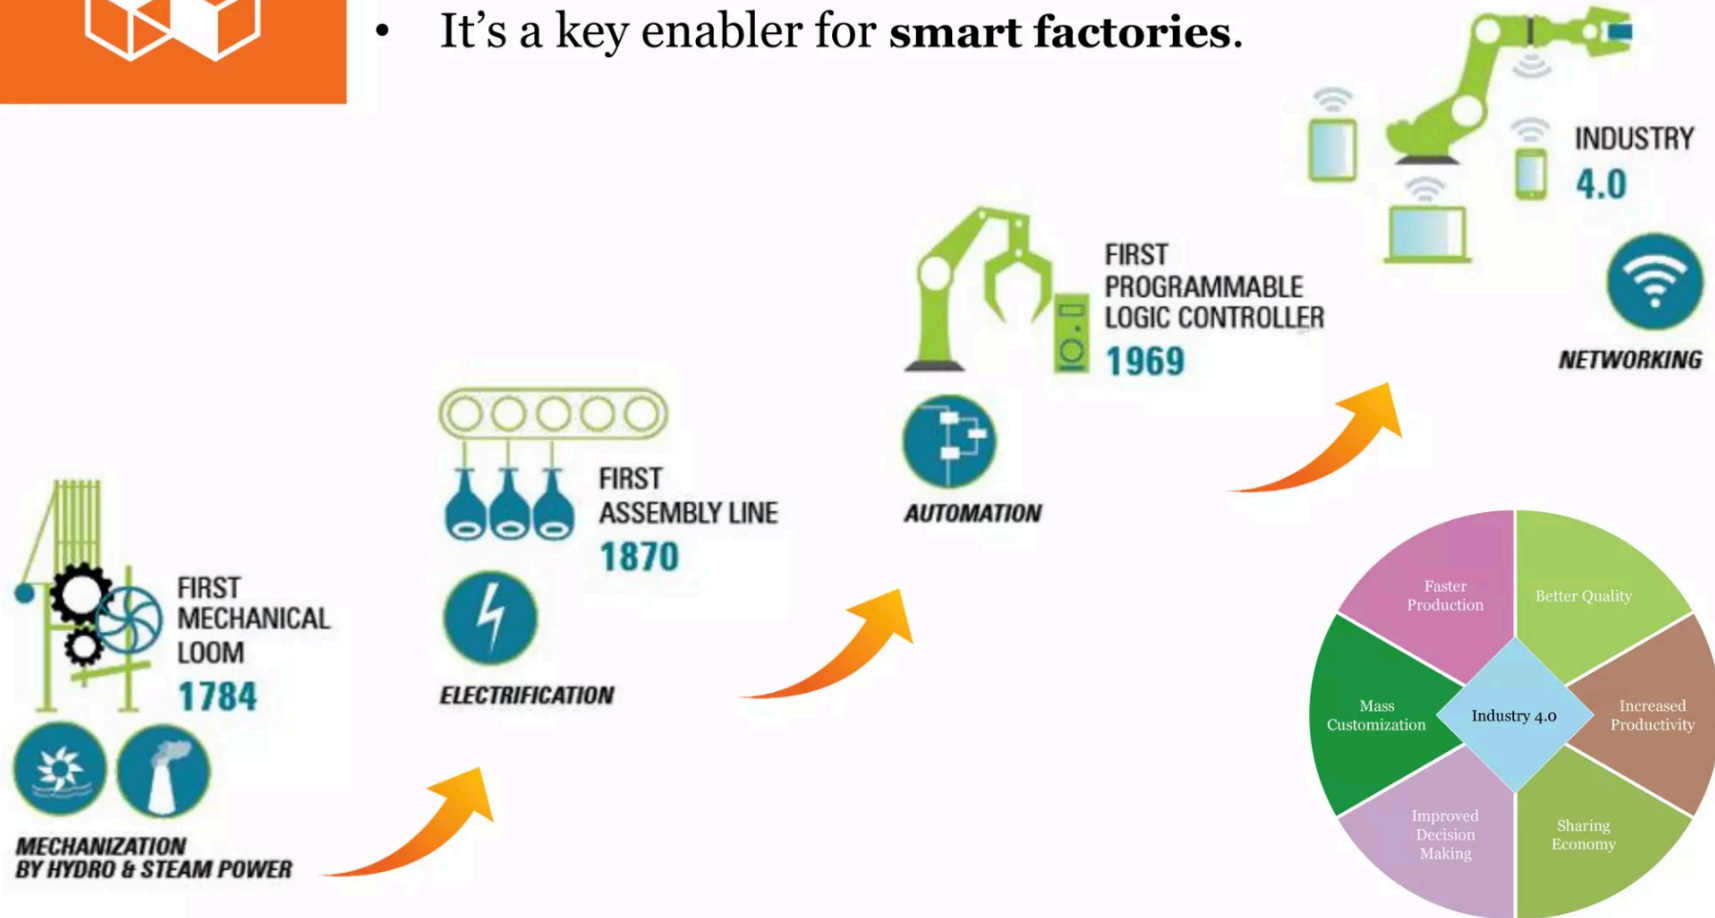 • It’s a key enabler for smart factories.
INDUSTRY
4.0
NETWORKING
FIRST
PROGRAMMABLE
LOGIC CONTROLLER
1969
AUTOMATION
FIRST
ASSEMBLY LINE
1870
ELECTRIFICATION
FIRST
MECHANICAL
LOOM
1784
MECHANIZATION
BY HYDRO & STEAM POWER
Faster
Production
Better Quality
Mass
Customization
Industry 4.0
Increased
Productivity
Improved
Decision
Making
Sharing
Economy